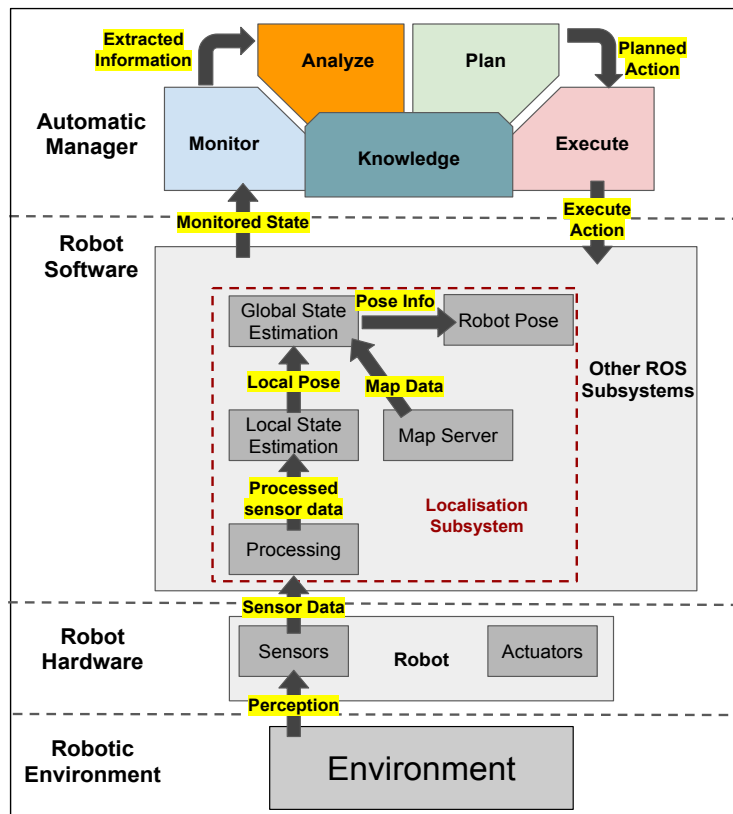 Extracted
Information
Analyze
Plan
Planned
Action
Automatic
Manager
Monitor
Knowledge
Execute
Monitored State
Execute
Action
Robot
Software
Global State
Estimation
Pose Info
Robot Pose
Local Pose
Map Data
Other ROS
Subsystems
Local State
Estimation
Map Server
Processed
sensor data
Localisation
Subsystem
Processing
Sensor Data
Robot
Hardware
Sensors
Robot
Actuators
Perception
Robotic
Environment
Environment